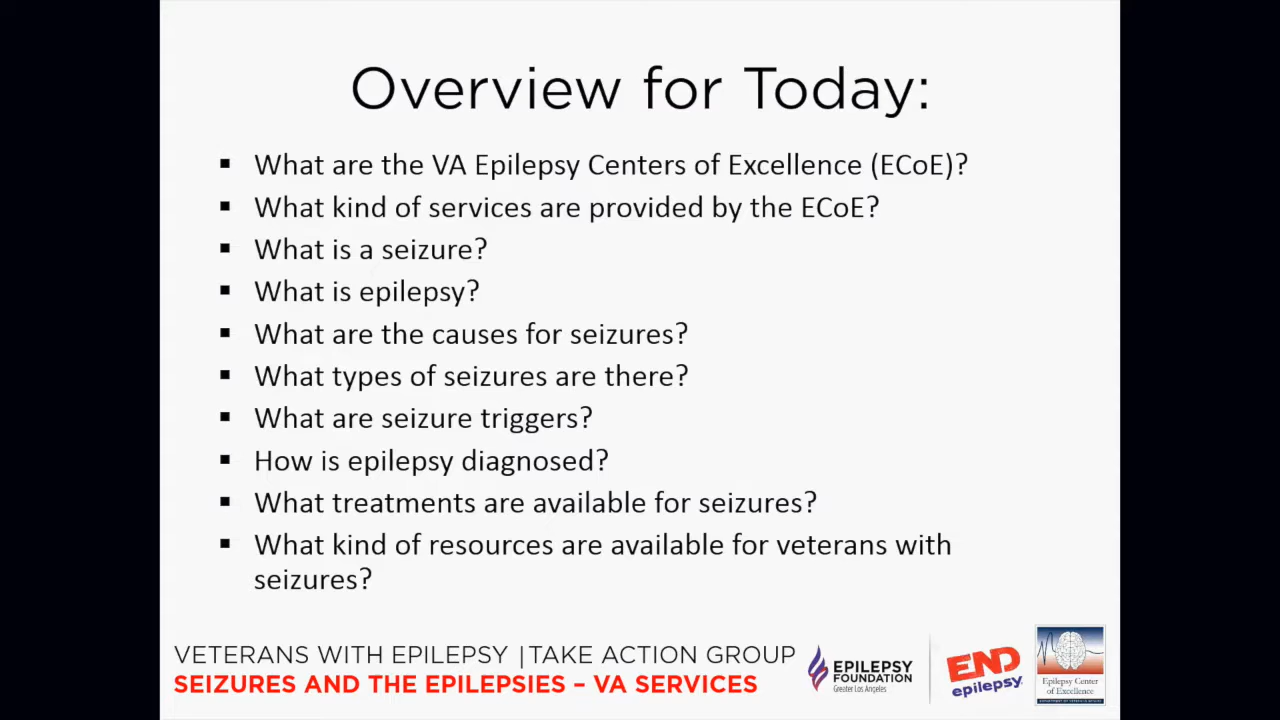 Overview for Today:
▪ What are the VA Epilepsy Centers of Excellence (ECoE)?
▪ What kind of services are provided by the ECoE?
▪ What is a seizure?
▪ What is epilepsy?
▪ What are the causes for seizures?
▪ What types of seizures are there?
▪ What are seizure triggers?
▪ How is epilepsy diagnosed?
▪ What treatments are available for seizures?
▪ What kind of resources are available for veterans with
seizures?
VETERANS WITH EPILEPSY | TAKE ACTION GROUP
SEIZURES AND THE EPILEPSIES – VA SERVICES
EPILEPSY
FOUNDATION
Greater Los Angeles
END
epilepsy
Epilepsy Center
of Excellence
DEPARTMENT OF VETERANS AFFAIRS